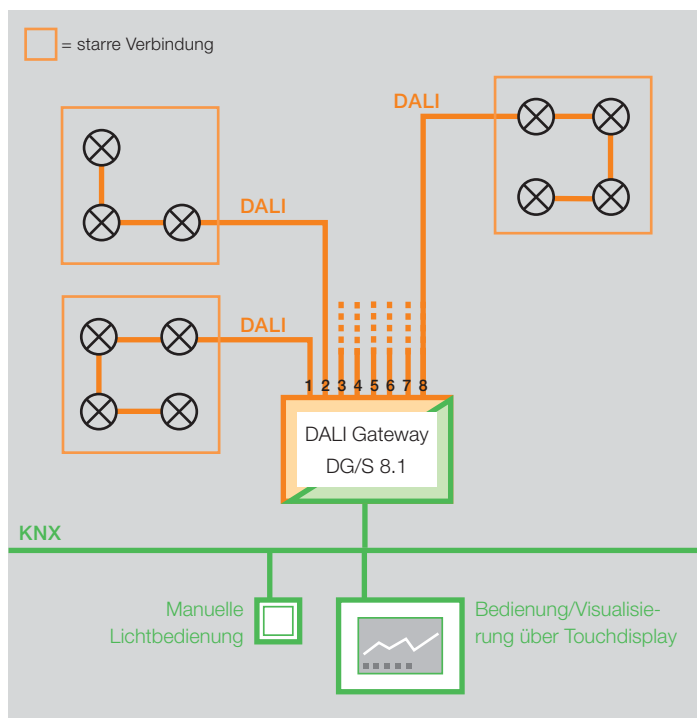 = starre Verbindung
DALI
DALI
DALI
1 2 3 4 5 6 7 8
DALI Gateway
DG/S 8.1
KNX
Manuelle
Lichtbedienung
Bedienung/Visualisie-
rung über Touchdisplay